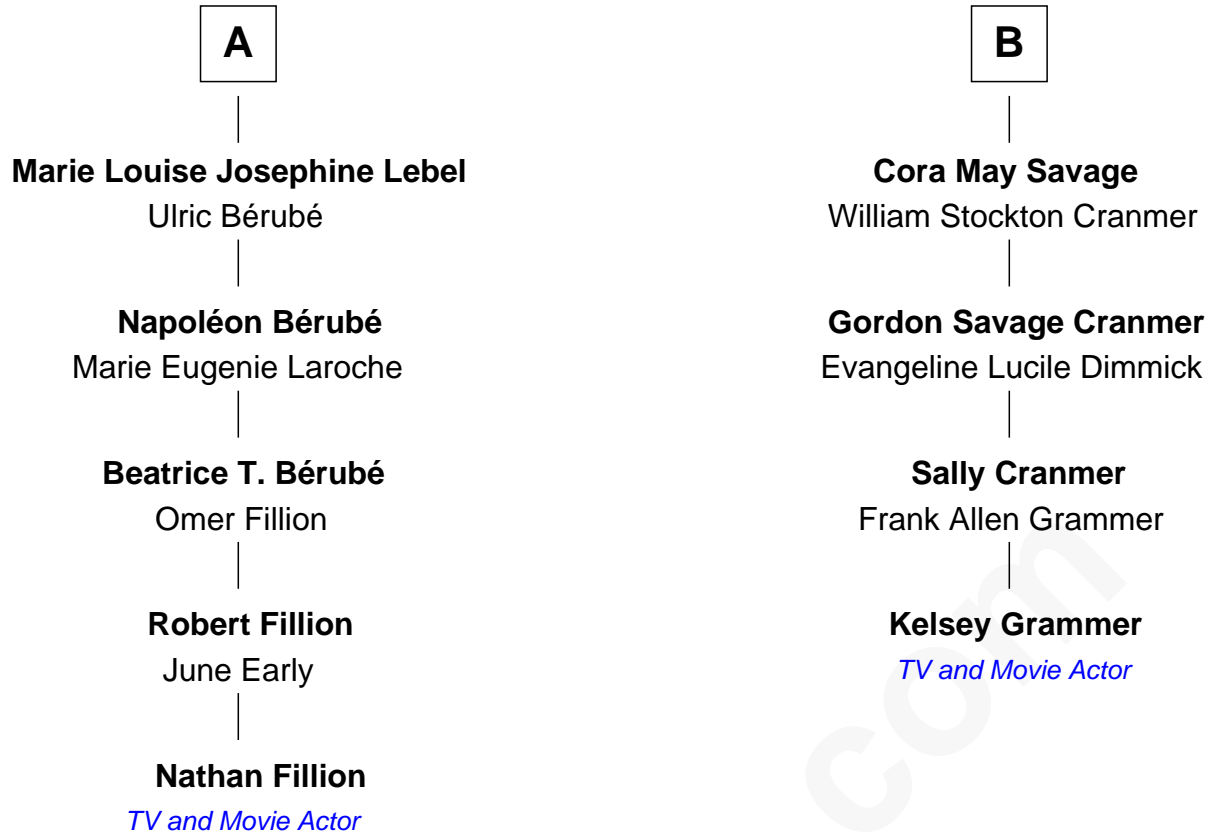 A
Marie Louise Josephine Lebel
Ulric Bérubé
Napoléon Bérubé
Marie Eugenie Laroche
Beatrice T. Bérubé
Omer Fillion
Robert Fillion
June Early
Nathan Fillion
TV and Movie Actor
B
Cora May Savage
William Stockton Cranmer
Gordon Savage Cranmer
Evangeline Lucile Dimmick
Sally Cranmer
Frank Allen Grammer
Kelsey Grammer
TV and Movie Actor
com